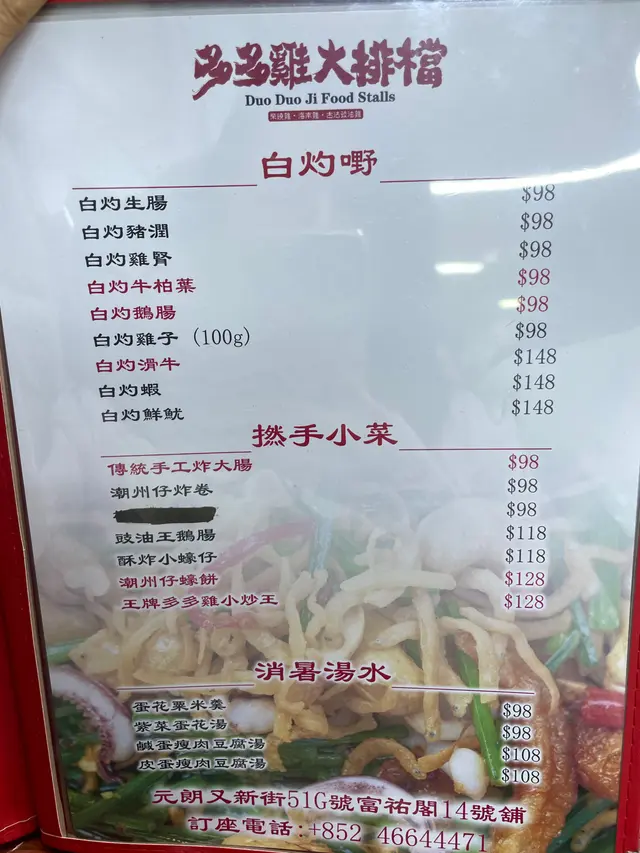 多多雞大排檔
Duo Duo Ji Food Stalls
白灼嘢
白灼生腸 $98
白灼豬潤 $98
白灼雞腎 $98
白灼牛柏葉 $98
白灼鵝腸 $98
白灼雞子 (100g) $98
白灼滑牛 $148
白灼蝦 $148
白灼鮮魷 $148
撚手小菜
傳統手工炸大腸 $98
潮州仔炸卷 $98
$98
豉油王鵝腸 $118
酥炸小蠔仔 $118
潮州仔蠔餅 $128
王牌多多雞小炒王 $128
消暑湯水
蛋花粟米羹 $98
紫菜蛋花湯 $98
鹹蛋瘦肉豆腐湯 $108
皮蛋瘦肉豆腐湯 $108
元朗又新街51G號富祐閣14號舖
訂座電話:+852 46644471